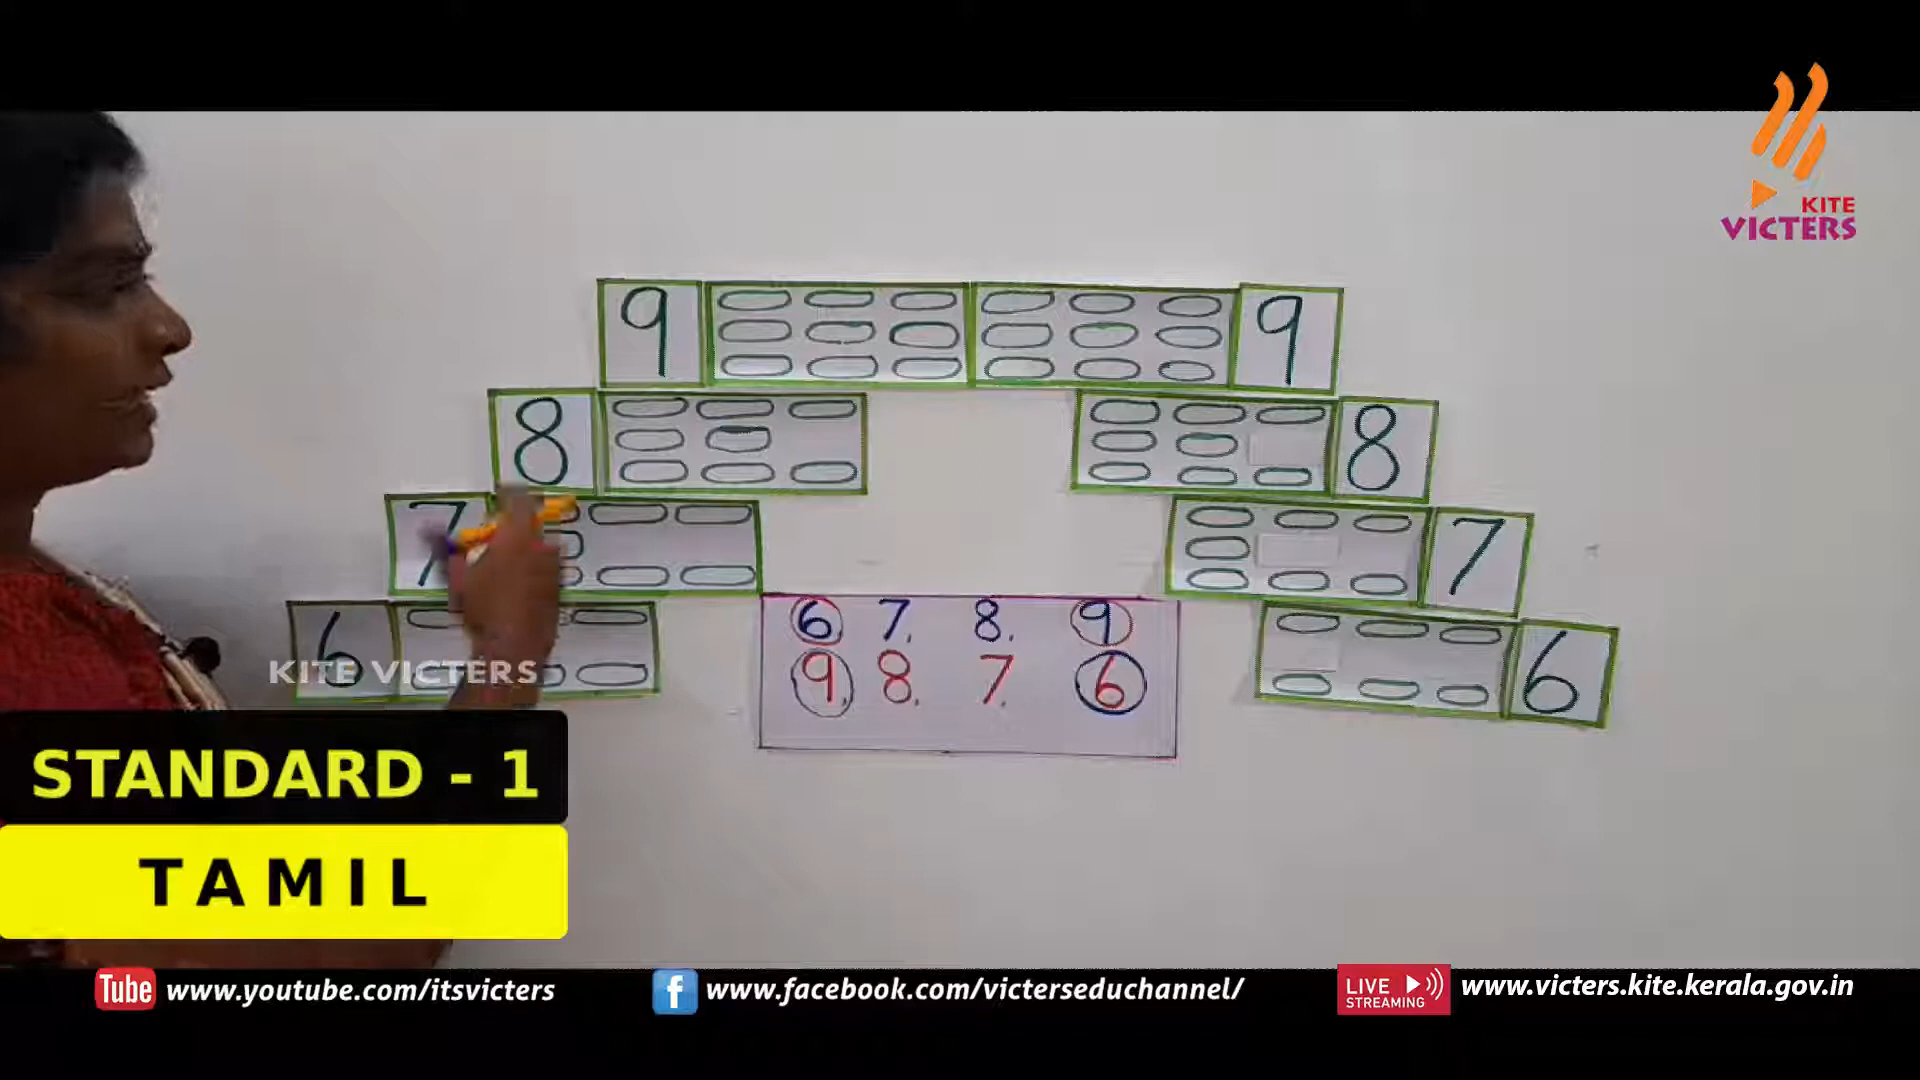 KITE
VICTERS
9 9
8 8
7 7
6 6
6 7. 8. 9
9. 8. 7. 6
KITE VICTERS
STANDARD - 1
TAMIL
You Tube www.youtube.com/itsvicters
f www.facebook.com/victerseduchannel/
LIVE STREAMING www.victers.kite.kerala.gov.in